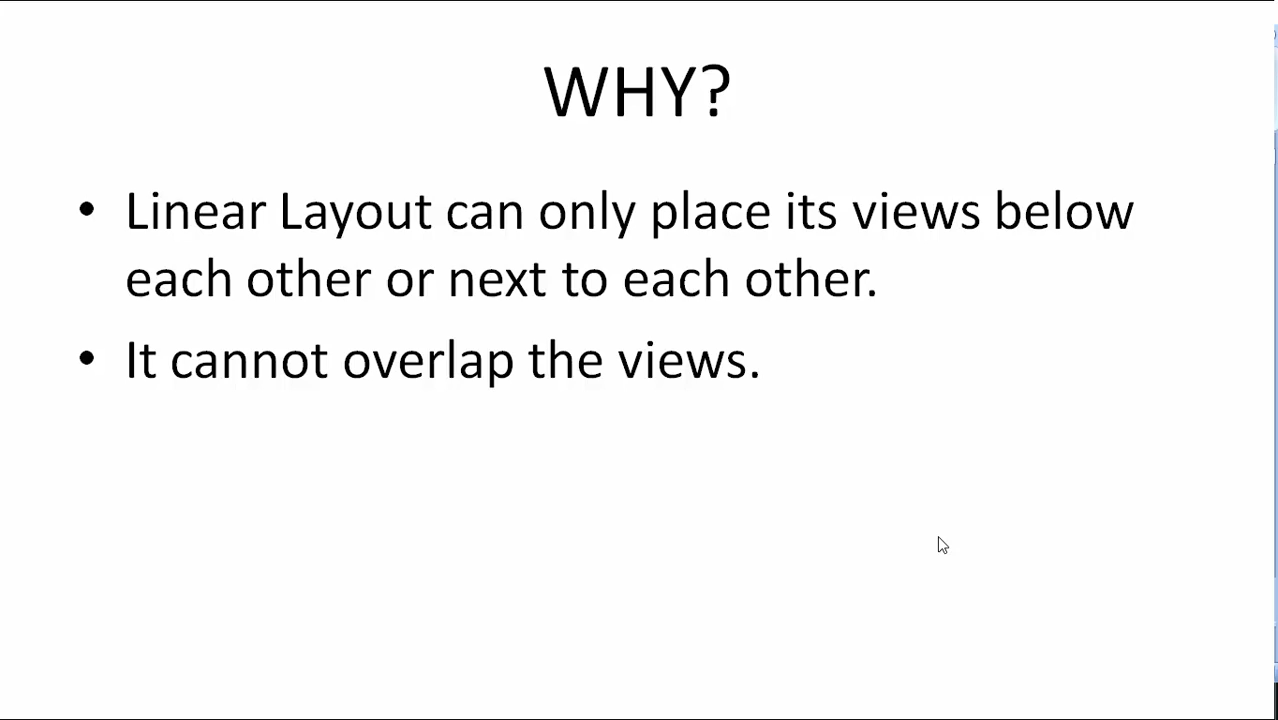 WHY?
• Linear Layout can only place its views below
each other or next to each other.
• It cannot overlap the views.